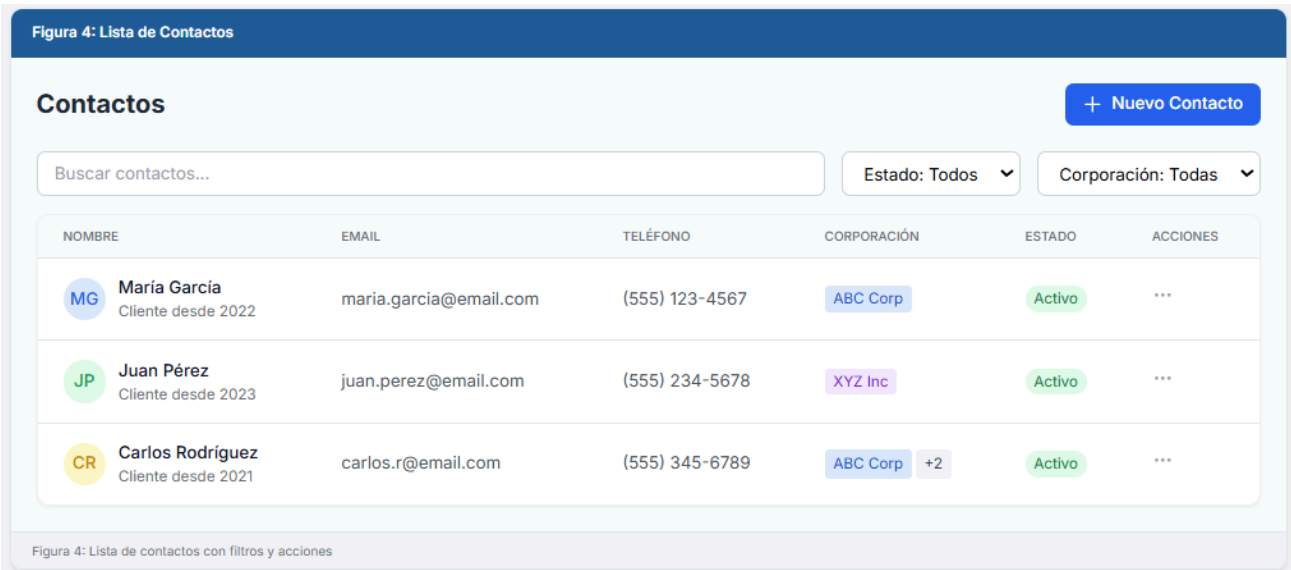 Figura 4: Lista de Contactos
Contactos
+ Nuevo Contacto
Buscar contactos...
Estado: Todos
Corporación: Todas
NOMBRE EMAIL TELÉFONO CORPORACIÓN ESTADO ACCIONES
MG María García maria.garcia@email.com (555) 123-4567 ABC Corp Activo ...
Cliente desde 2022
JP Juan Pérez juan.perez@email.com (555) 234-5678 XYZ Inc Activo ...
Cliente desde 2023
CR Carlos Rodríguez carlos.r@email.com (555) 345-6789 ABC Corp +2 Activo ...
Cliente desde 2021
Figura 4: Lista de contactos con filtros y acciones